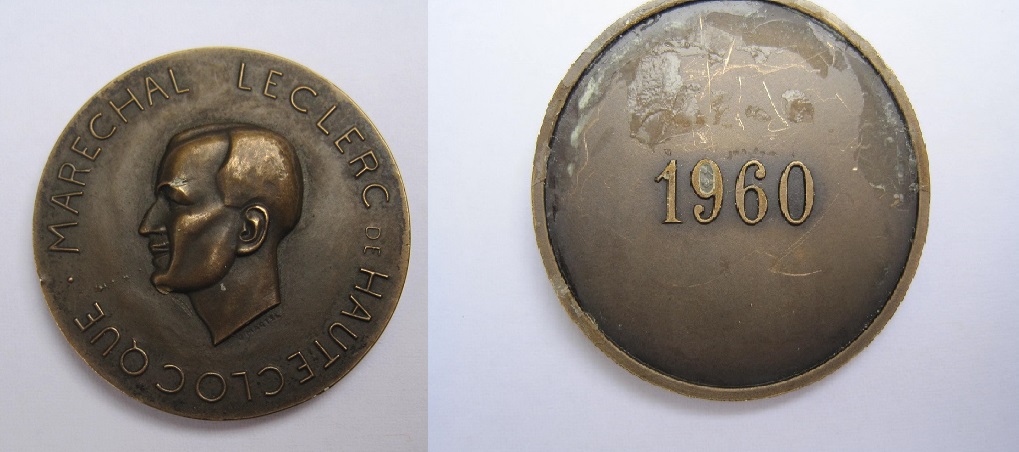 MARECHAL LECLERC DE HAUTECLOCQUE .
1960